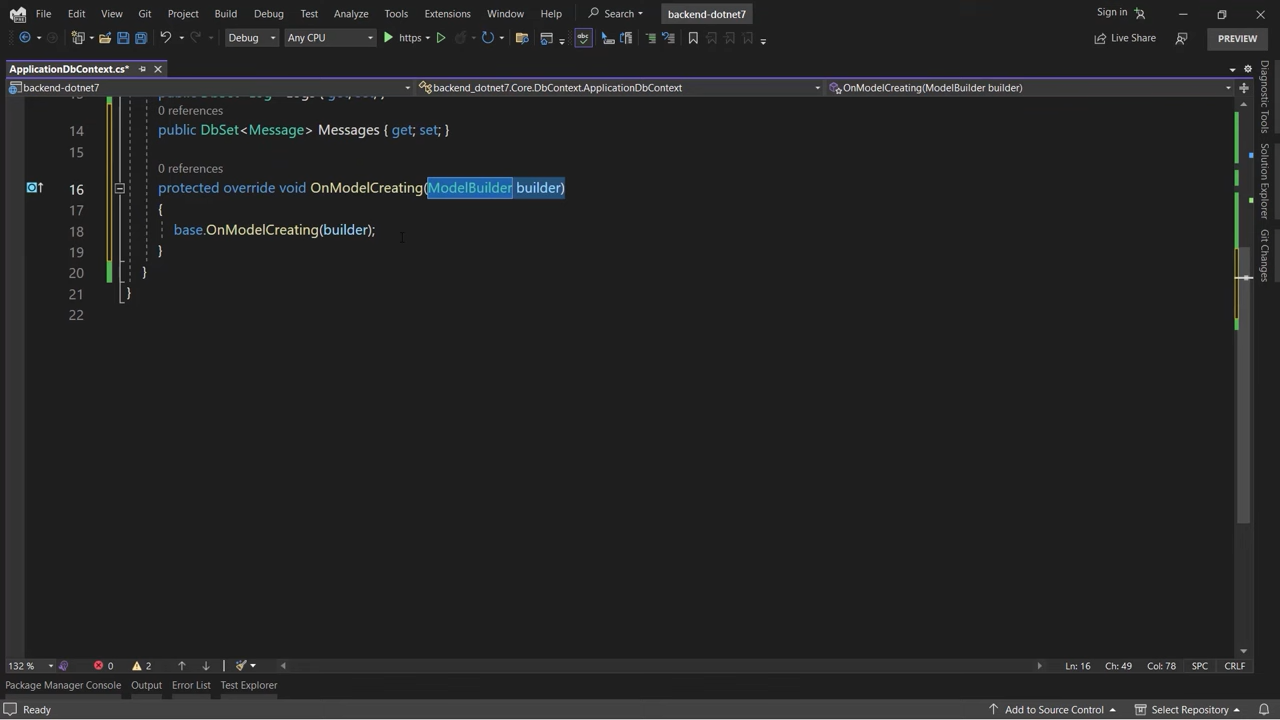 File Edit View Git Project Build Debug Test Analyze Tools Extensions Window Help Search backend-dotnet7 Sign in
PRE
Debug Any CPU https Live Share PREVIEW
ApplicationDbContext.cs*
backend-dotnet7 backend_dotnet7.Core.DbContext.ApplicationDbContext OnModelCreating(ModelBuilder builder)
0 references
14 public DbSet<Message> Messages { get; set; }
15
0 references
16 protected override void OnModelCreating(ModelBuilder builder)
17 {
18 base.OnModelCreating(builder);
19 }
20 }
21 }
22
Diagnostic Tools
Solution Explorer
Git Changes
132 % 0 2 Ln: 16 Ch: 49 Col: 78 SPC CRLF
Package Manager Console Output Error List Test Explorer
Ready Add to Source Control Select Repository